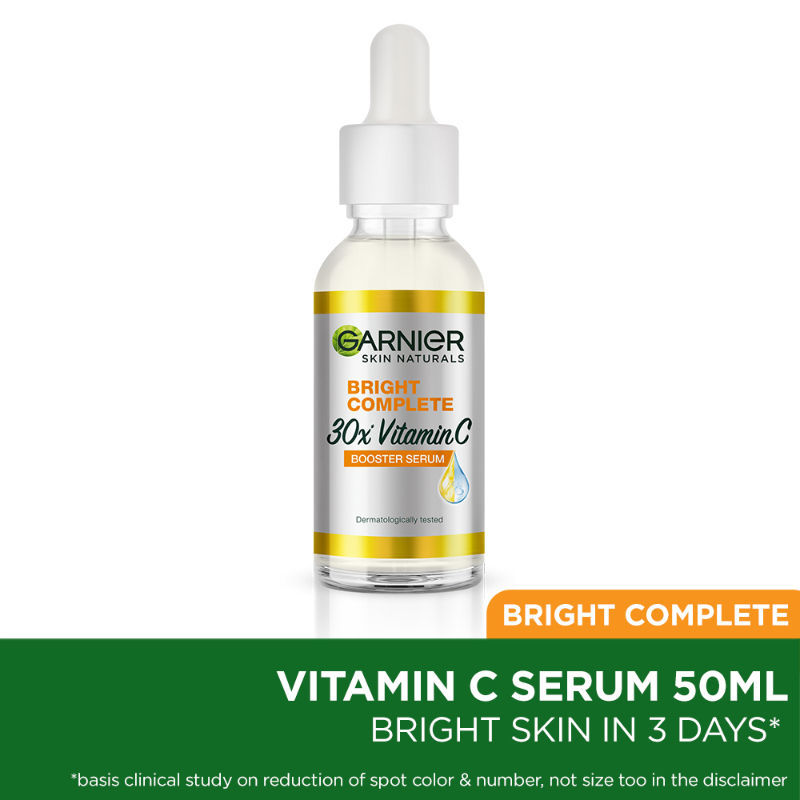 GARNIER
SKIN NATURALS
BRIGHT
COMPLETE
30x* Vitamin C
BOOSTER SERUM
Dermatologically tested
BRIGHT COMPLETE
VITAMIN C SERUM 50ML
BRIGHT SKIN IN 3 DAYS*
*basis clinical study on reduction of spot color & number, not size too in the disclaimer